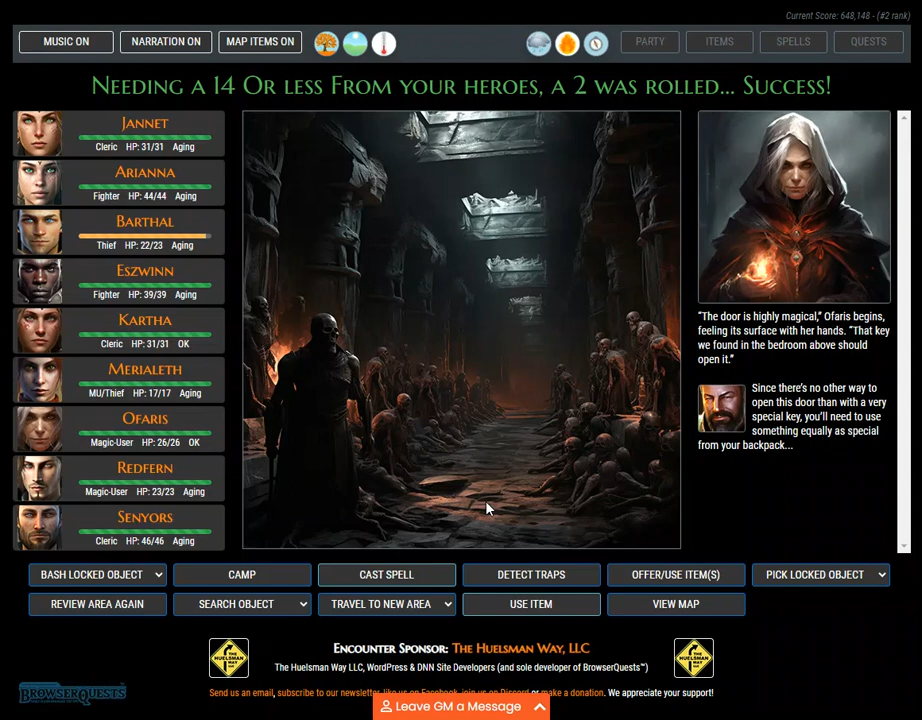 Current Score: 648,148 - (#2 rank)
MUSIC ON
NARRATION ON
MAP ITEMS ON
PARTY
ITEMS
SPELLS
QUESTS
Needing a 14 Or less From your heroes, a 2 was rolled... Success!
Jannet
Cleric HP: 31/31 Aging
Arianna
Fighter HP: 44/44 Aging
Barthal
Thief HP: 22/23 Aging
Eszwinn
Fighter HP: 39/39 Aging
Kartha
Cleric HP: 31/31 OK
Merialeth
MU/Thief HP: 17/17 Aging
Ofaris
Magic-User HP: 26/26 OK
Redfern
Magic-User HP: 23/23 Aging
Senyors
Cleric HP: 46/46 Aging
“The door is highly magical,” Ofaris begins,
feeling its surface with her hands. “That key
we found in the bedroom above should
open it.”
Since there’s no other way to
open this door than with a very
special key, you’ll need to use
something equally as special
from your backpack...
BASH LOCKED OBJECT
CAMP
CAST SPELL
DETECT TRAPS
OFFER/USE ITEM(S)
PICK LOCKED OBJECT
REVIEW AREA AGAIN
SEARCH OBJECT
TRAVEL TO NEW AREA
USE ITEM
VIEW MAP
THE HUELSMAN WAY
Encounter Sponsor: The Huelsman Way, LLC
The Huelsman Way LLC, WordPress & DNN Site Developers (and sole developer of BrowserQuests™)
THE HUELSMAN WAY
BrowserQuests
Send us an email, subscribe to our newsletter, like us on Facebook, join us on Discord or make a donation. We appreciate your support!
Leave GM a Message